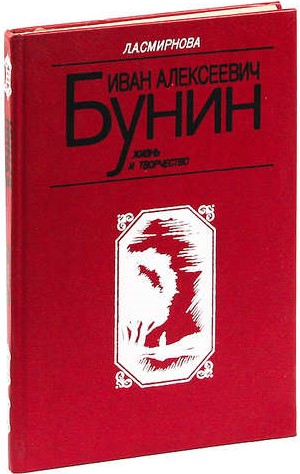 Л.А.СМИРНОВА
ИВАН АЛЕКСЕЕВИЧ
БУНИН
ЖИЗНЬ
И ТВОРЧЕСТВО